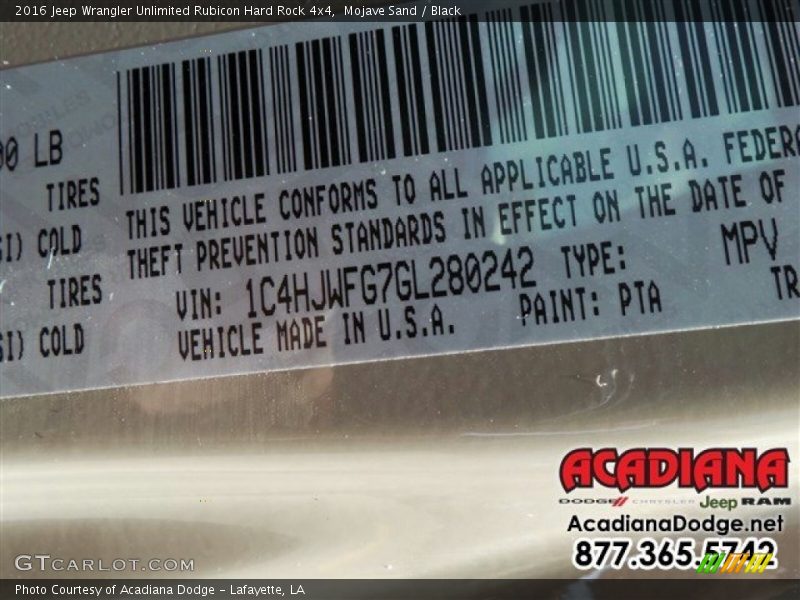 2016 Jeep Wrangler Unlimited Rubicon Hard Rock 4x4, Mojave Sand / Black
LB
TIRES
COLD
TIRES
COLD
THIS VEHICLE CONFORMS TO ALL APPLICABLE U.S.A. FEDERA
THEFT PREVENTION STANDARDS IN EFFECT ON THE DATE OF
VIN: 1C4HJWFG7GL280242 TYPE: MPV
VEHICLE MADE IN U.S.A. PAINT: PTA TR
ACADIANA
DODGE CHRYSLER Jeep RAM
AcadianaDodge.net
877.365.5742
GTCARLOT.COM
Photo Courtesy of Acadiana Dodge - Lafayette, LA